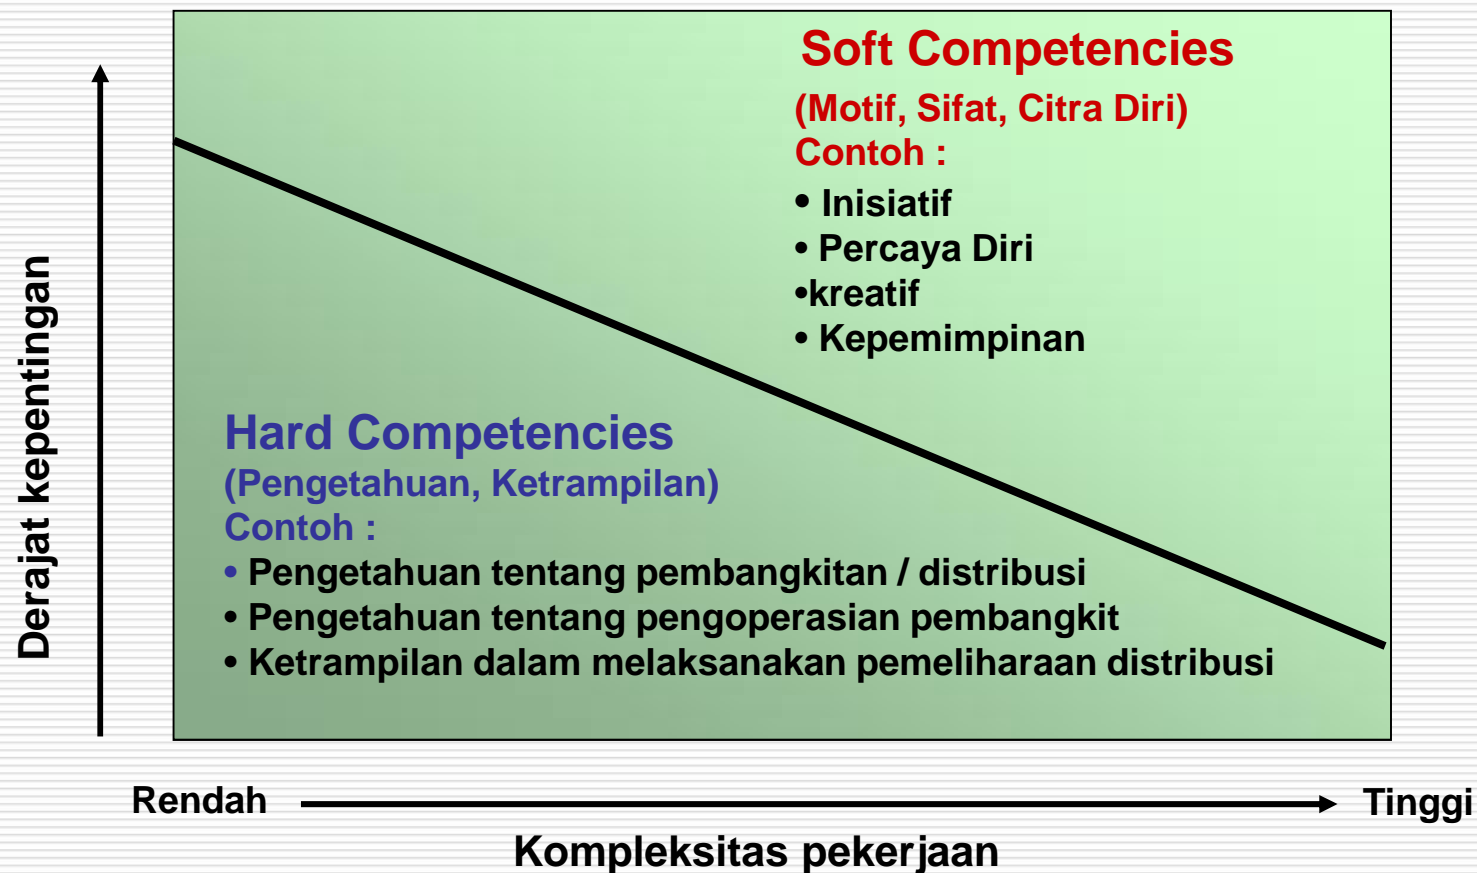 Soft Competencies
(Motif, Sifat, Citra Diri)
Contoh :
• Inisiatif
• Percaya Diri
•kreatif
• Kepemimpinan
Derajat kepentingan
Hard Competencies
(Pengetahuan, Ketrampilan)
Contoh :
• Pengetahuan tentang pembangkitan / distribusi
• Pengetahuan tentang pengoperasian pembangkit
• Ketrampilan dalam melaksanakan pemeliharaan distribusi
Rendah
Tinggi
Kompleksitas pekerjaan